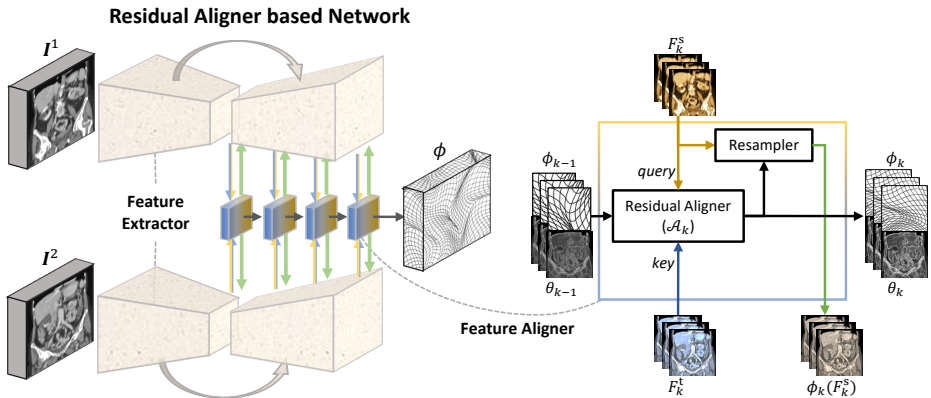 Residual Aligner based Network
I¹
Feature
Extractor
I²
ϕ
Feature Aligner
F_k^s
ϕ_{k−1}
query
Resampler
Residual Aligner
(𝒜_k)
key
θ_{k−1}
ϕ_k
θ_k
F_k^t
ϕ_k(F_k^s)